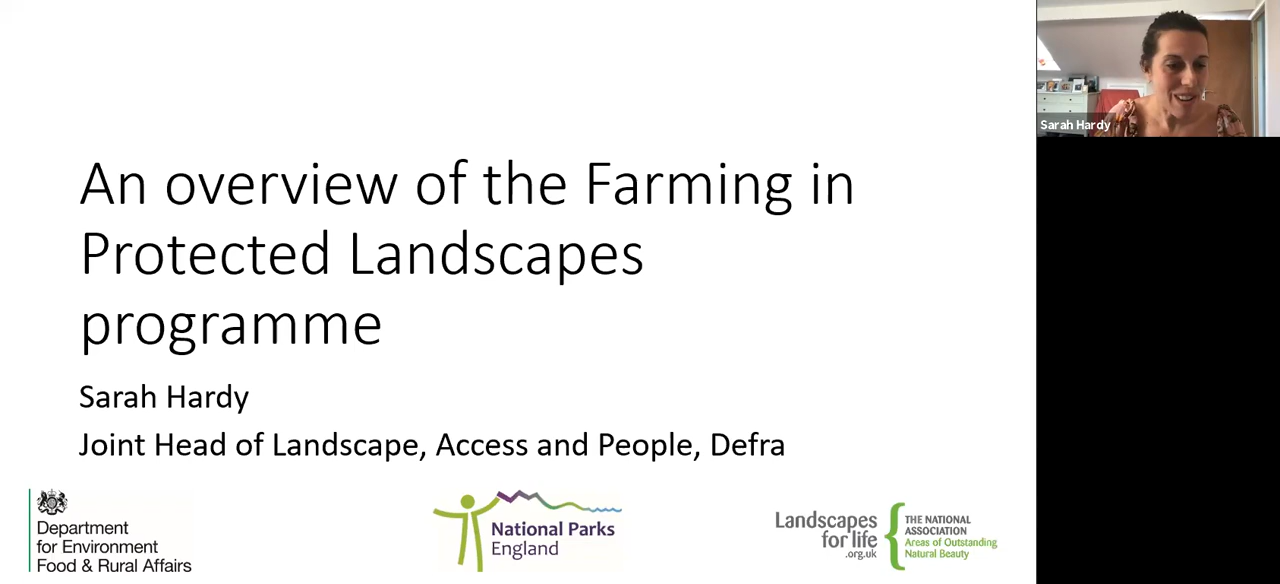 An overview of the Farming in
Protected Landscapes
programme
Sarah Hardy
Joint Head of Landscape, Access and People, Defra
Department
for Environment
Food & Rural Affairs
National Parks
England
Landscapes
for life
.org.uk
THE NATIONAL
ASSOCIATION
Areas of Outstanding
Natural Beauty
Sarah Hardy